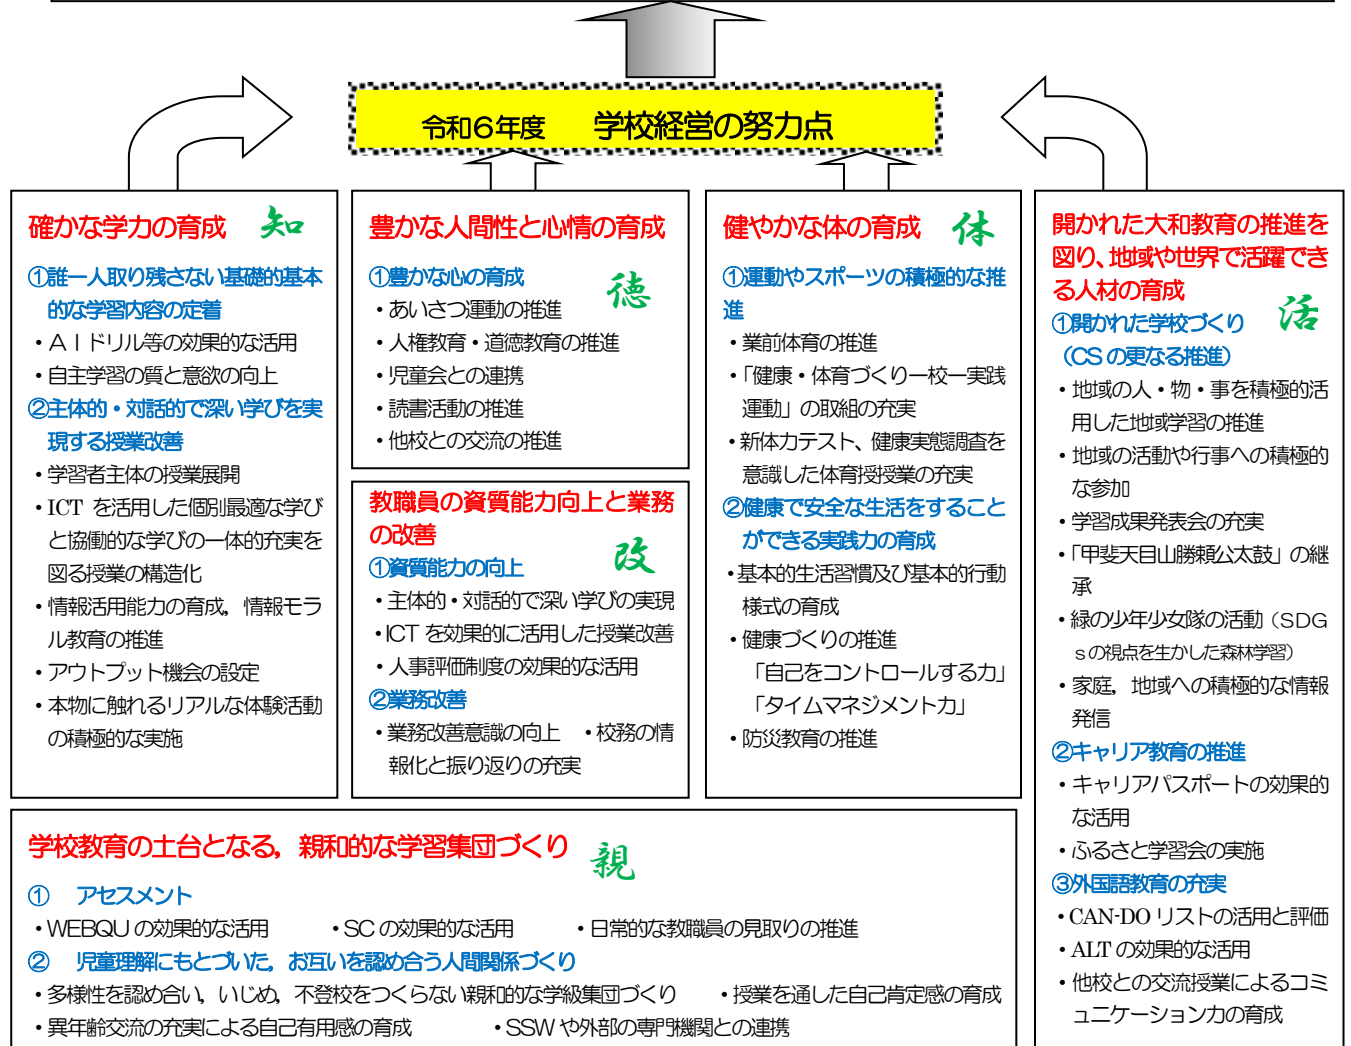 令和6年度　学校経営の努力点
確かな学力の育成　知
①誰一人取り残さない基礎的基本
的な学習内容の定着
・ＡＩドリル等の効果的な活用
・自主学習の質と意欲の向上
②主体的・対話的で深い学びを実
現する授業改善
・学習者主体の授業展開
・ICT を活用した個別最適な学び
と協働的な学びの一体的充実を
図る授業の構造化
・情報活用能力の育成，情報モラ
ル教育の推進
・アウトプット機会の設定
・本物に触れるリアルな体験活動
の積極的な実施
豊かな人間性と心情の育成
①豊かな心の育成
徳
・あいさつ運動の推進
・人権教育・道徳教育の推進
・児童会との連携
・読書活動の推進
・他校との交流の推進
教職員の資質能力向上と業務
の改善
①資質能力の向上
改
・主体的・対話的で深い学びの実現
・ICT を効果的に活用した授業改善
・人事評価制度の効果的な活用
②業務改善
・業務改善意識の向上　・校務の情
報化と振り返りの充実
健やかな体の育成　体
①運動やスポーツの積極的な推
進
・業前体育の推進
・「健康・体育づくり一校一実践
運動」の取組の充実
・新体力テスト、健康実態調査を
意識した体育授授業の充実
②健康で安全な生活をすること
ができる実践力の育成
・基本的生活習慣及び基本的行動
様式の育成
・健康づくりの推進
「自己をコントロールする力」
「タイムマネジメント力」
・防災教育の推進
開かれた大和教育の推進を
図り、地域や世界で活躍でき
る人材の育成
活
①開かれた学校づくり
（CS の更なる推進）
・地域の人・物・事を積極的活
用した地域学習の推進
・地域の活動や行事への積極的
な参加
・学習成果発表会の充実
・「甲斐天目山勝頼公太鼓」の継
承
・緑の少年少女隊の活動（SDG
ｓの視点を生かした森林学習）
・家庭，地域への積極的な情報
発信
②キャリア教育の推進
・キャリアパスポートの効果的
な活用
・ふるさと学習会の実施
③外国語教育の充実
・CAN-DO リストの活用と評価
・ALT の効果的な活用
・他校との交流授業によるコミ
ュニケーション力の育成
学校教育の土台となる，親和的な学習集団づくり　親
①　アセスメント
・WEBQU の効果的な活用　・SC の効果的な活用　・日常的な教職員の見取りの推進
②　児童理解にもとづいた，お互いを認め合う人間関係づくり
・多様性を認め合い，いじめ，不登校をつくらない親和的な学級集団づくり　・授業を通した自己肯定感の育成
・異年齢交流の充実による自己有用感の育成　・SSW や外部の専門機関との連携